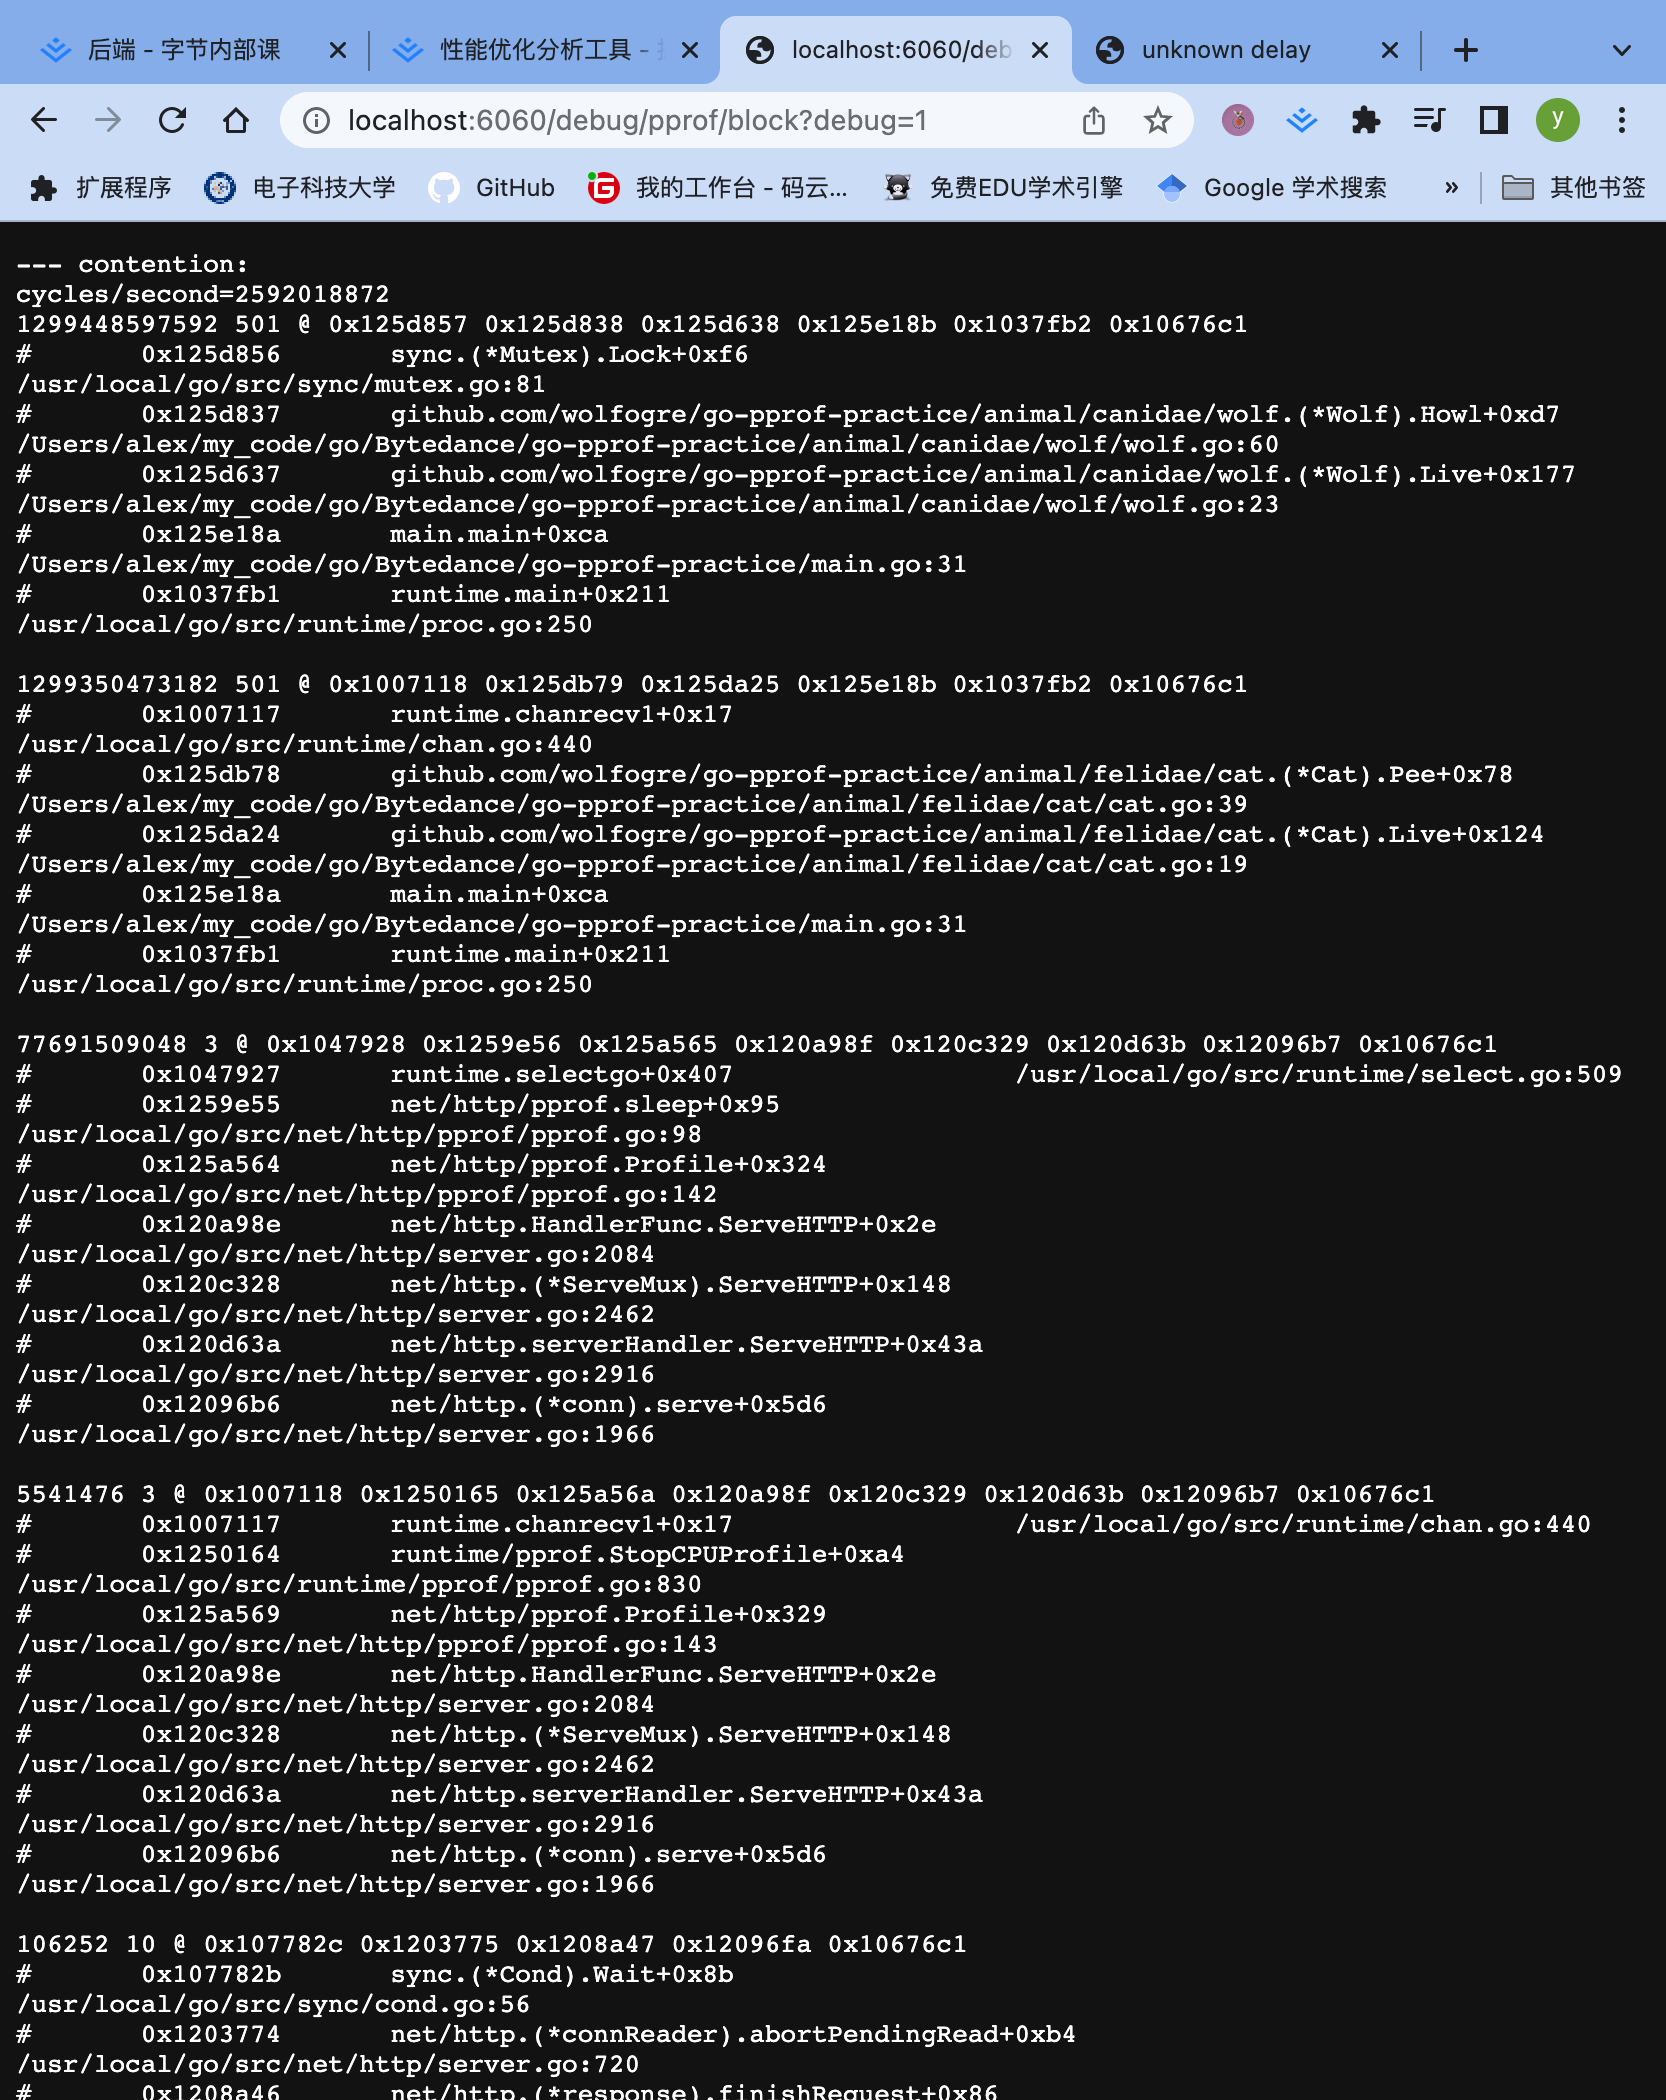 后端 - 字节内部课
性能优化分析工具 -
localhost:6060/deb
unknown delay
localhost:6060/debug/pprof/block?debug=1
y
扩展程序
电子科技大学
GitHub
我的工作台 - 码云...
免费EDU学术引擎
Google 学术搜索
»
其他书签
--- contention:
cycles/second=2592018872
1299448597592 501 @ 0x125d857 0x125d838 0x125d638 0x125e18b 0x1037fb2 0x10676c1
# 0x125d856 sync.(*Mutex).Lock+0xf6
/usr/local/go/src/sync/mutex.go:81
# 0x125d837 github.com/wolfogre/go-pprof-practice/animal/canidae/wolf.(*Wolf).Howl+0xd7
/Users/alex/my_code/go/Bytedance/go-pprof-practice/animal/canidae/wolf/wolf.go:60
# 0x125d637 github.com/wolfogre/go-pprof-practice/animal/canidae/wolf.(*Wolf).Live+0x177
/Users/alex/my_code/go/Bytedance/go-pprof-practice/animal/canidae/wolf/wolf.go:23
# 0x125e18a main.main+0xca
/Users/alex/my_code/go/Bytedance/go-pprof-practice/main.go:31
# 0x1037fb1 runtime.main+0x211
/usr/local/go/src/runtime/proc.go:250
1299350473182 501 @ 0x1007118 0x125db79 0x125da25 0x125e18b 0x1037fb2 0x10676c1
# 0x1007117 runtime.chanrecv1+0x17
/usr/local/go/src/runtime/chan.go:440
# 0x125db78 github.com/wolfogre/go-pprof-practice/animal/felidae/cat.(*Cat).Pee+0x78
/Users/alex/my_code/go/Bytedance/go-pprof-practice/animal/felidae/cat/cat.go:39
# 0x125da24 github.com/wolfogre/go-pprof-practice/animal/felidae/cat.(*Cat).Live+0x124
/Users/alex/my_code/go/Bytedance/go-pprof-practice/animal/felidae/cat/cat.go:19
# 0x125e18a main.main+0xca
/Users/alex/my_code/go/Bytedance/go-pprof-practice/main.go:31
# 0x1037fb1 runtime.main+0x211
/usr/local/go/src/runtime/proc.go:250
77691509048 3 @ 0x1047928 0x1259e56 0x125a565 0x120a98f 0x120c329 0x120d63b 0x12096b7 0x10676c1
# 0x1047927 runtime.selectgo+0x407 /usr/local/go/src/runtime/select.go:509
# 0x1259e55 net/http/pprof.sleep+0x95
/usr/local/go/src/net/http/pprof/pprof.go:98
# 0x125a564 net/http/pprof.Profile+0x324
/usr/local/go/src/net/http/pprof/pprof.go:142
# 0x120a98e net/http.HandlerFunc.ServeHTTP+0x2e
/usr/local/go/src/net/http/server.go:2084
# 0x120c328 net/http.(*ServeMux).ServeHTTP+0x148
/usr/local/go/src/net/http/server.go:2462
# 0x120d63a net/http.serverHandler.ServeHTTP+0x43a
/usr/local/go/src/net/http/server.go:2916
# 0x12096b6 net/http.(*conn).serve+0x5d6
/usr/local/go/src/net/http/server.go:1966
5541476 3 @ 0x1007118 0x1250165 0x125a56a 0x120a98f 0x120c329 0x120d63b 0x12096b7 0x10676c1
# 0x1007117 runtime.chanrecv1+0x17 /usr/local/go/src/runtime/chan.go:440
# 0x1250164 runtime/pprof.StopCPUProfile+0xa4
/usr/local/go/src/runtime/pprof/pprof.go:830
# 0x125a569 net/http/pprof.Profile+0x329
/usr/local/go/src/net/http/pprof/pprof.go:143
# 0x120a98e net/http.HandlerFunc.ServeHTTP+0x2e
/usr/local/go/src/net/http/server.go:2084
# 0x120c328 net/http.(*ServeMux).ServeHTTP+0x148
/usr/local/go/src/net/http/server.go:2462
# 0x120d63a net/http.serverHandler.ServeHTTP+0x43a
/usr/local/go/src/net/http/server.go:2916
# 0x12096b6 net/http.(*conn).serve+0x5d6
/usr/local/go/src/net/http/server.go:1966
106252 10 @ 0x107782c 0x1203775 0x1208a47 0x12096fa 0x10676c1
# 0x107782b sync.(*Cond).Wait+0x8b
/usr/local/go/src/sync/cond.go:56
# 0x1203774 net/http.(*connReader).abortPendingRead+0xb4
/usr/local/go/src/net/http/server.go:720
# 0x1208a46 net/http.(*response).finishRequest+0x86